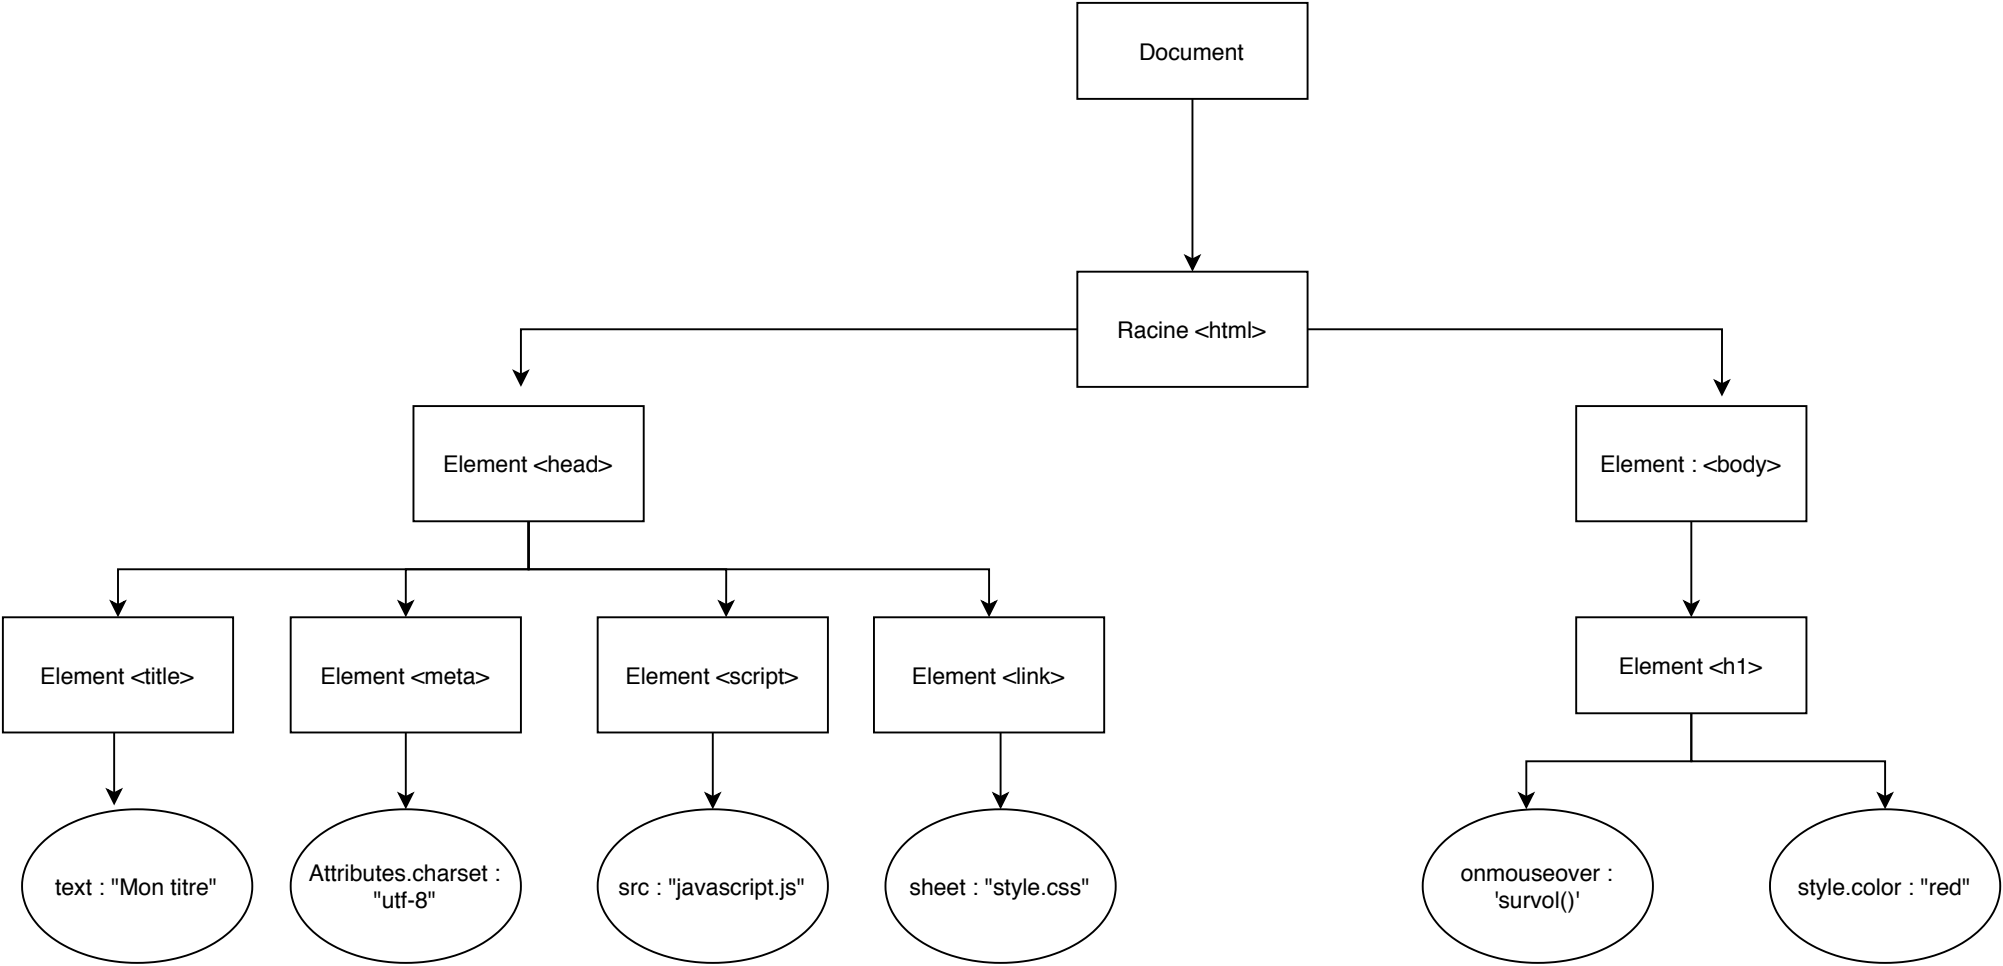 Document
Racine <html>
Element <head>
Element : <body>
Element <title>
Element <meta>
Element <script>
Element <link>
Element <h1>
text : "Mon titre"
Attributes.charset :
"utf-8"
src : "javascript.js"
sheet : "style.css"
onmouseover :
'survol()'
style.color : "red"